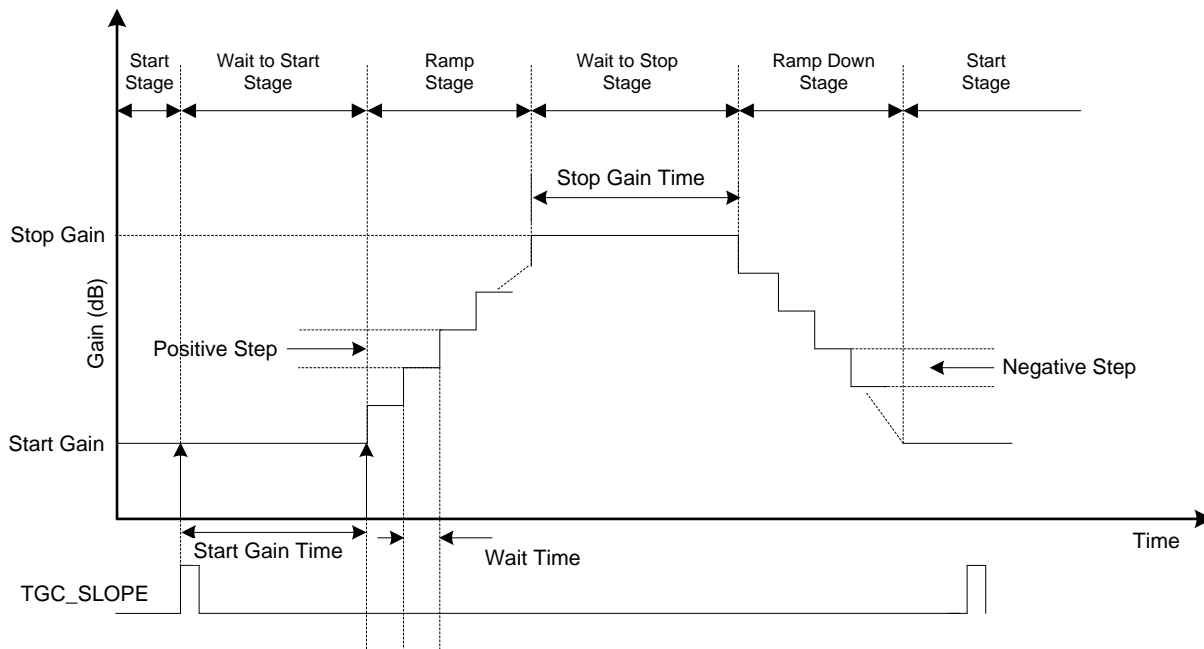 Start
Stage
Wait to Start
Stage
Ramp
Stage
Wait to Stop
Stage
Ramp Down
Stage
Start
Stage
Stop Gain Time
Stop Gain
Gain (dB)
Positive Step
Negative Step
Start Gain
Start Gain Time
Wait Time
Time
TGC_SLOPE